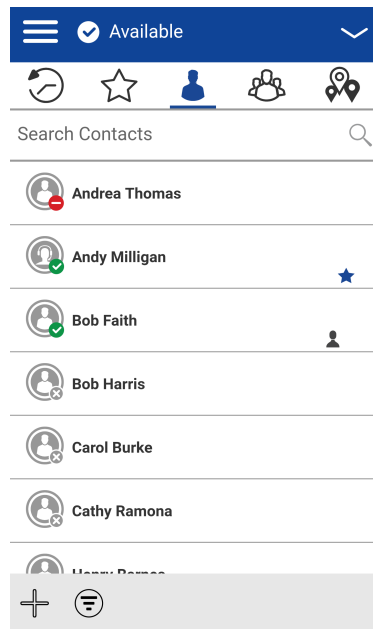 Available
Search Contacts
Andrea Thomas
Andy Milligan
Bob Faith
Bob Harris
Carol Burke
Cathy Ramona